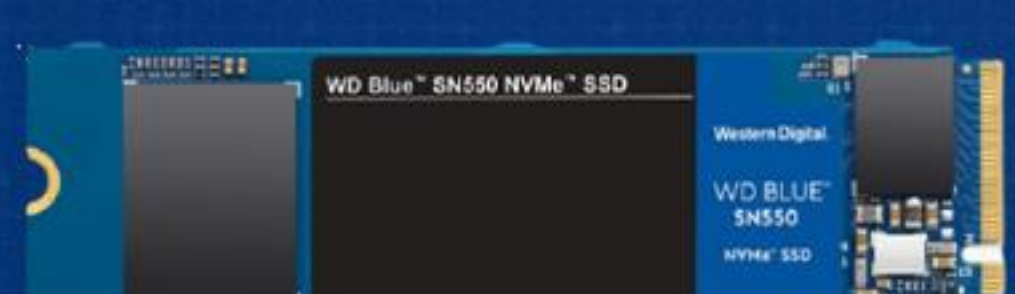 WD Blue™ SN550 NVMe™ SSD
Western Digital.
WD BLUE™
SN550
NVMe™ SSD